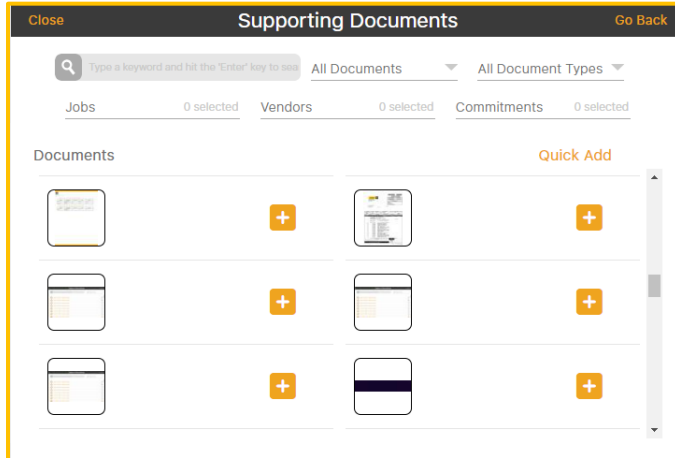 Close Supporting Documents Go Back
Type a keyword and hit the 'Enter' key to sea All Documents All Document Types
Jobs 0 selected Vendors 0 selected Commitments 0 selected
Documents Quick Add